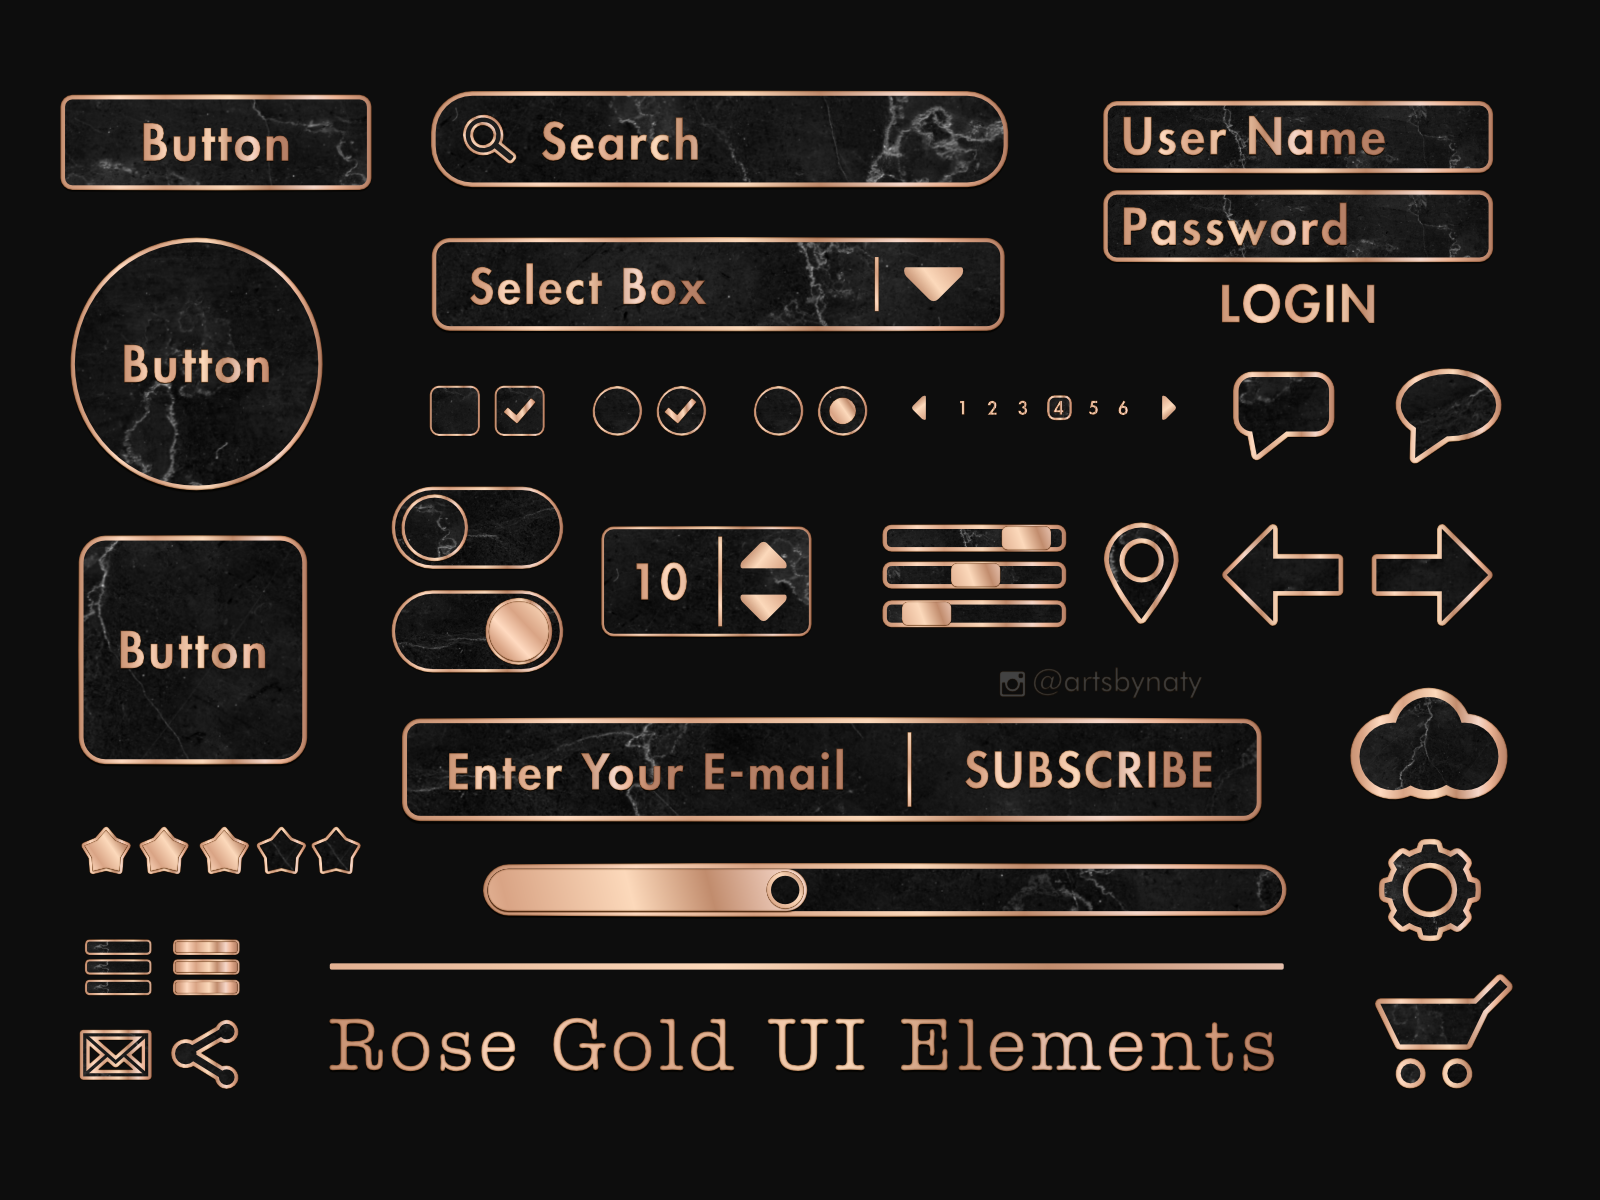 Button
Search
User Name
Password
LOGIN
Select Box
Button
1 2 3 4 5 6
10
Button
@artsbynaty
Enter Your E-mail
SUBSCRIBE
Rose Gold UI Elements